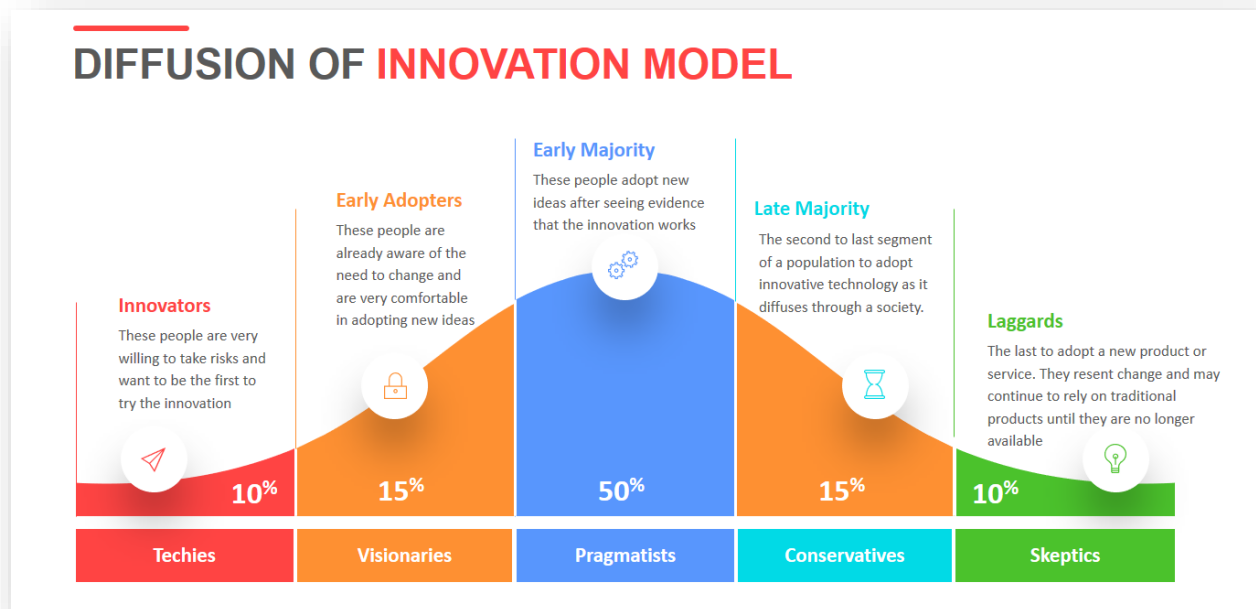 DIFFUSION OF INNOVATION MODEL
Innovators
These people are very
willing to take risks and
want to be the first to
try the innovation
Early Adopters
These people are
already aware of the
need to change and
are very comfortable
in adopting new ideas
Early Majority
These people adopt new
ideas after seeing evidence
that the innovation works
Late Majority
The second to last segment
of a population to adopt
innovative technology as it
diffuses through a society.
Laggards
The last to adopt a new product or
service. They resent change and may
continue to rely on traditional
products until they are no longer
available
10%
15%
50%
15%
10%
Techies
Visionaries
Pragmatists
Conservatives
Skeptics